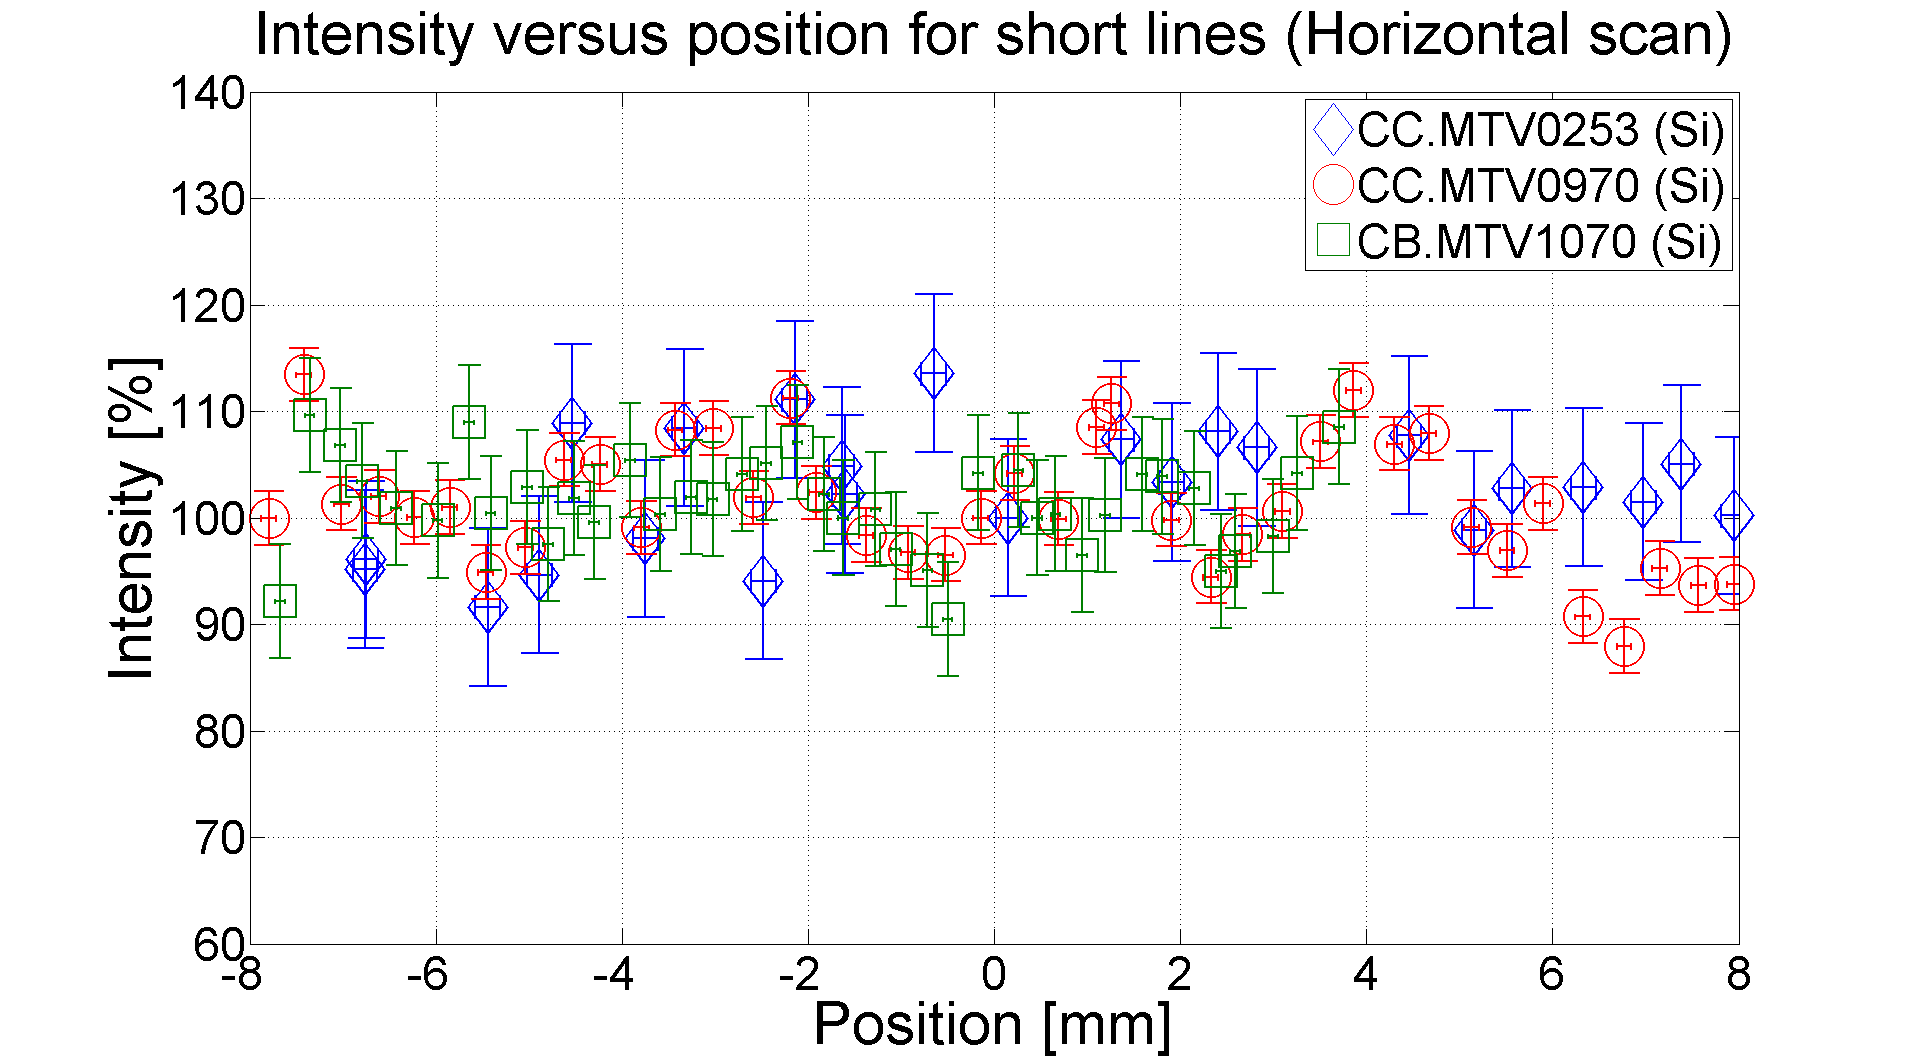 Intensity versus position for short lines (Horizontal scan)
140
130
120
110
100
90
80
70
60
Intensity [%]
CC.MTV0253 (Si)
CC.MTV0970 (Si)
CB.MTV1070 (Si)
-8 -6 -4 -2 0 2 4 6 8
Position [mm]